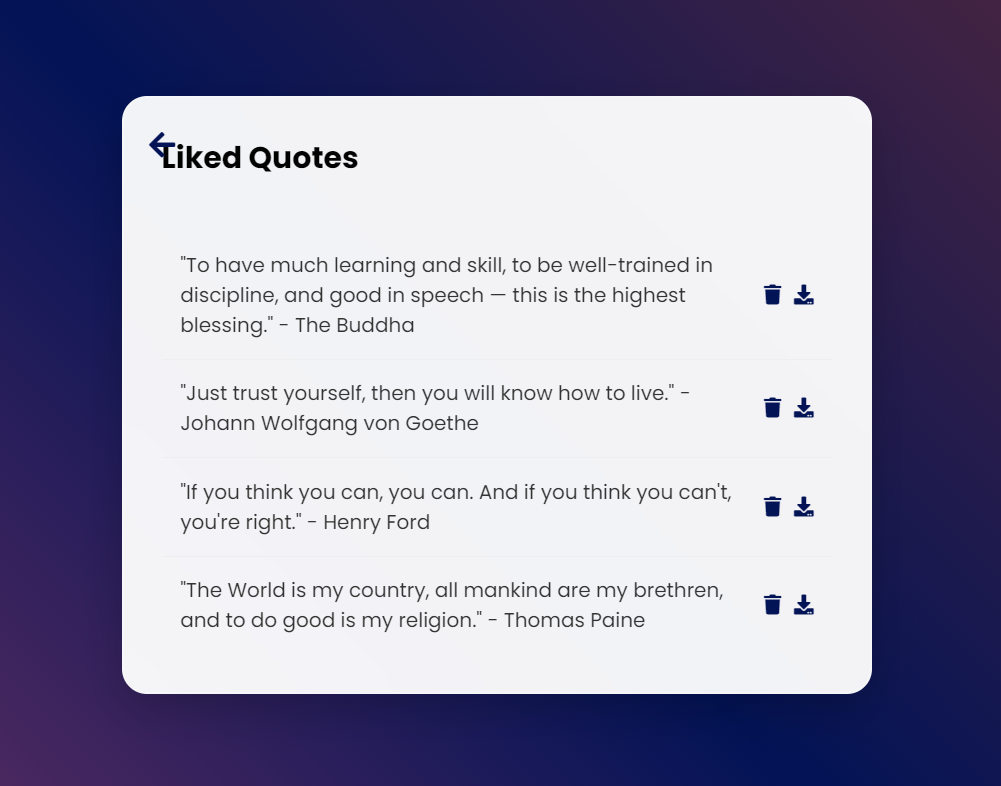 Liked Quotes
"To have much learning and skill, to be well-trained in
discipline, and good in speech — this is the highest
blessing." - The Buddha
"Just trust yourself, then you will know how to live." -
Johann Wolfgang von Goethe
"If you think you can, you can. And if you think you can't,
you're right." - Henry Ford
"The World is my country, all mankind are my brethren,
and to do good is my religion." - Thomas Paine